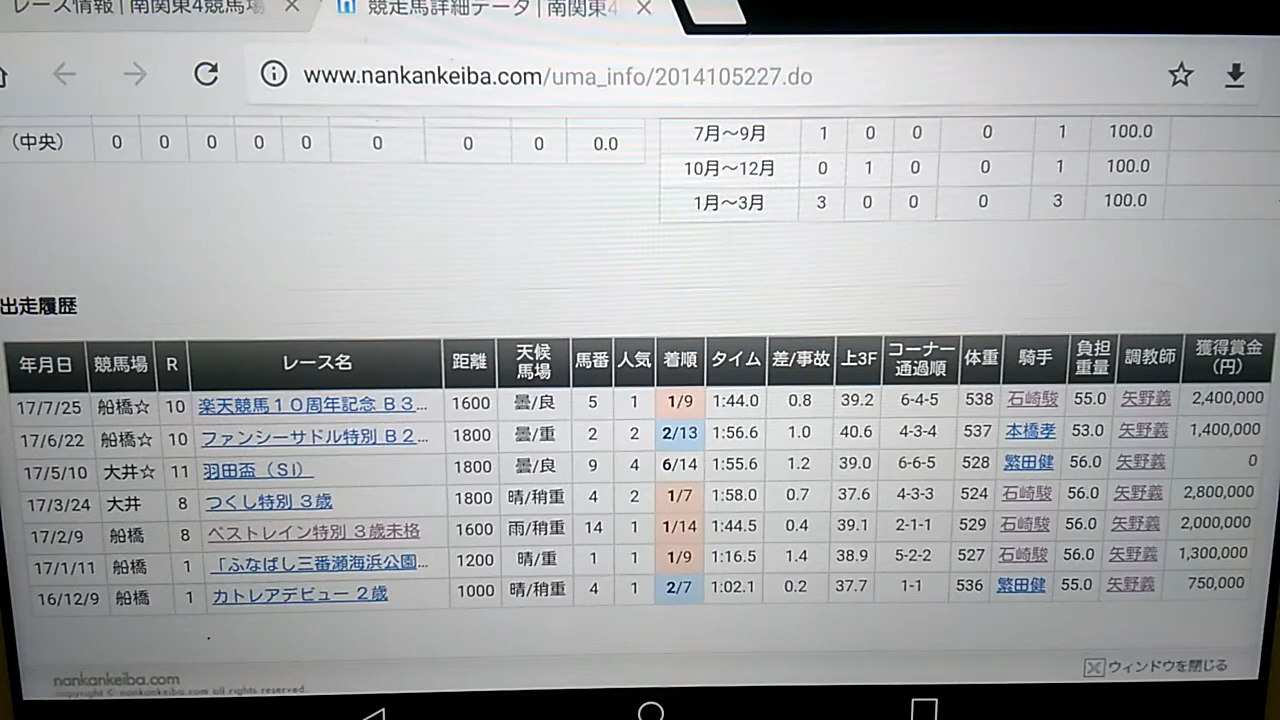 レース情報 | 南関東4競馬場 ×
競走馬詳細データ | 南関東4 ×
www.nankankeiba.com/uma_info/2014105227.do
(中央) 0 0 0 0 0 0 0 0 0.0
7月～9月 1 0 0 0 1 100.0
10月～12月 0 1 0 0 1 100.0
1月～3月 3 0 0 0 3 100.0
出走履歴
年月日 競馬場 R レース名 距離 天候馬場 馬番 人気 着順 タイム 差/事故 上3F コーナー通過順 体重 騎手 負担重量 調教師 獲得賞金(円)
17/7/25 船橋☆ 10 楽天競馬１０周年記念 Ｂ３… 1600 曇/良 5 1 1/9 1:44.0 0.8 39.2 6-4-5 538 石崎駿 55.0 矢野義 2,400,000
17/6/22 船橋☆ 10 ファンシーサドル特別 Ｂ２… 1800 曇/重 2 2 2/13 1:56.6 1.0 40.6 4-3-4 537 本橋孝 53.0 矢野義 1,400,000
17/5/10 大井☆ 11 羽田盃（SⅠ） 1800 曇/良 9 4 6/14 1:55.6 1.2 39.0 6-6-5 528 繁田健 56.0 矢野義 0
17/3/24 大井 8 つくし特別 ３歳 1800 晴/稍重 4 2 1/7 1:58.0 0.7 37.6 4-3-3 524 石崎駿 56.0 矢野義 2,800,000
17/2/9 船橋 8 ベストレイン特別 ３歳未格 1600 雨/稍重 14 1 1/14 1:44.5 0.4 39.1 2-1-1 529 石崎駿 56.0 矢野義 2,000,000
17/1/11 船橋 1 「ふなばし三番瀬海浜公園… 1200 晴/重 1 1 1/9 1:16.5 1.4 38.9 5-2-2 527 石崎駿 56.0 矢野義 1,300,000
16/12/9 船橋 1 カトレアデビュー ２歳 1000 晴/稍重 4 1 2/7 1:02.1 0.2 37.7 1-1 536 繁田健 55.0 矢野義 750,000
ウィンドウを閉じる
nankankeiba.com
copyright © nankankeiba.com all rights reserved.